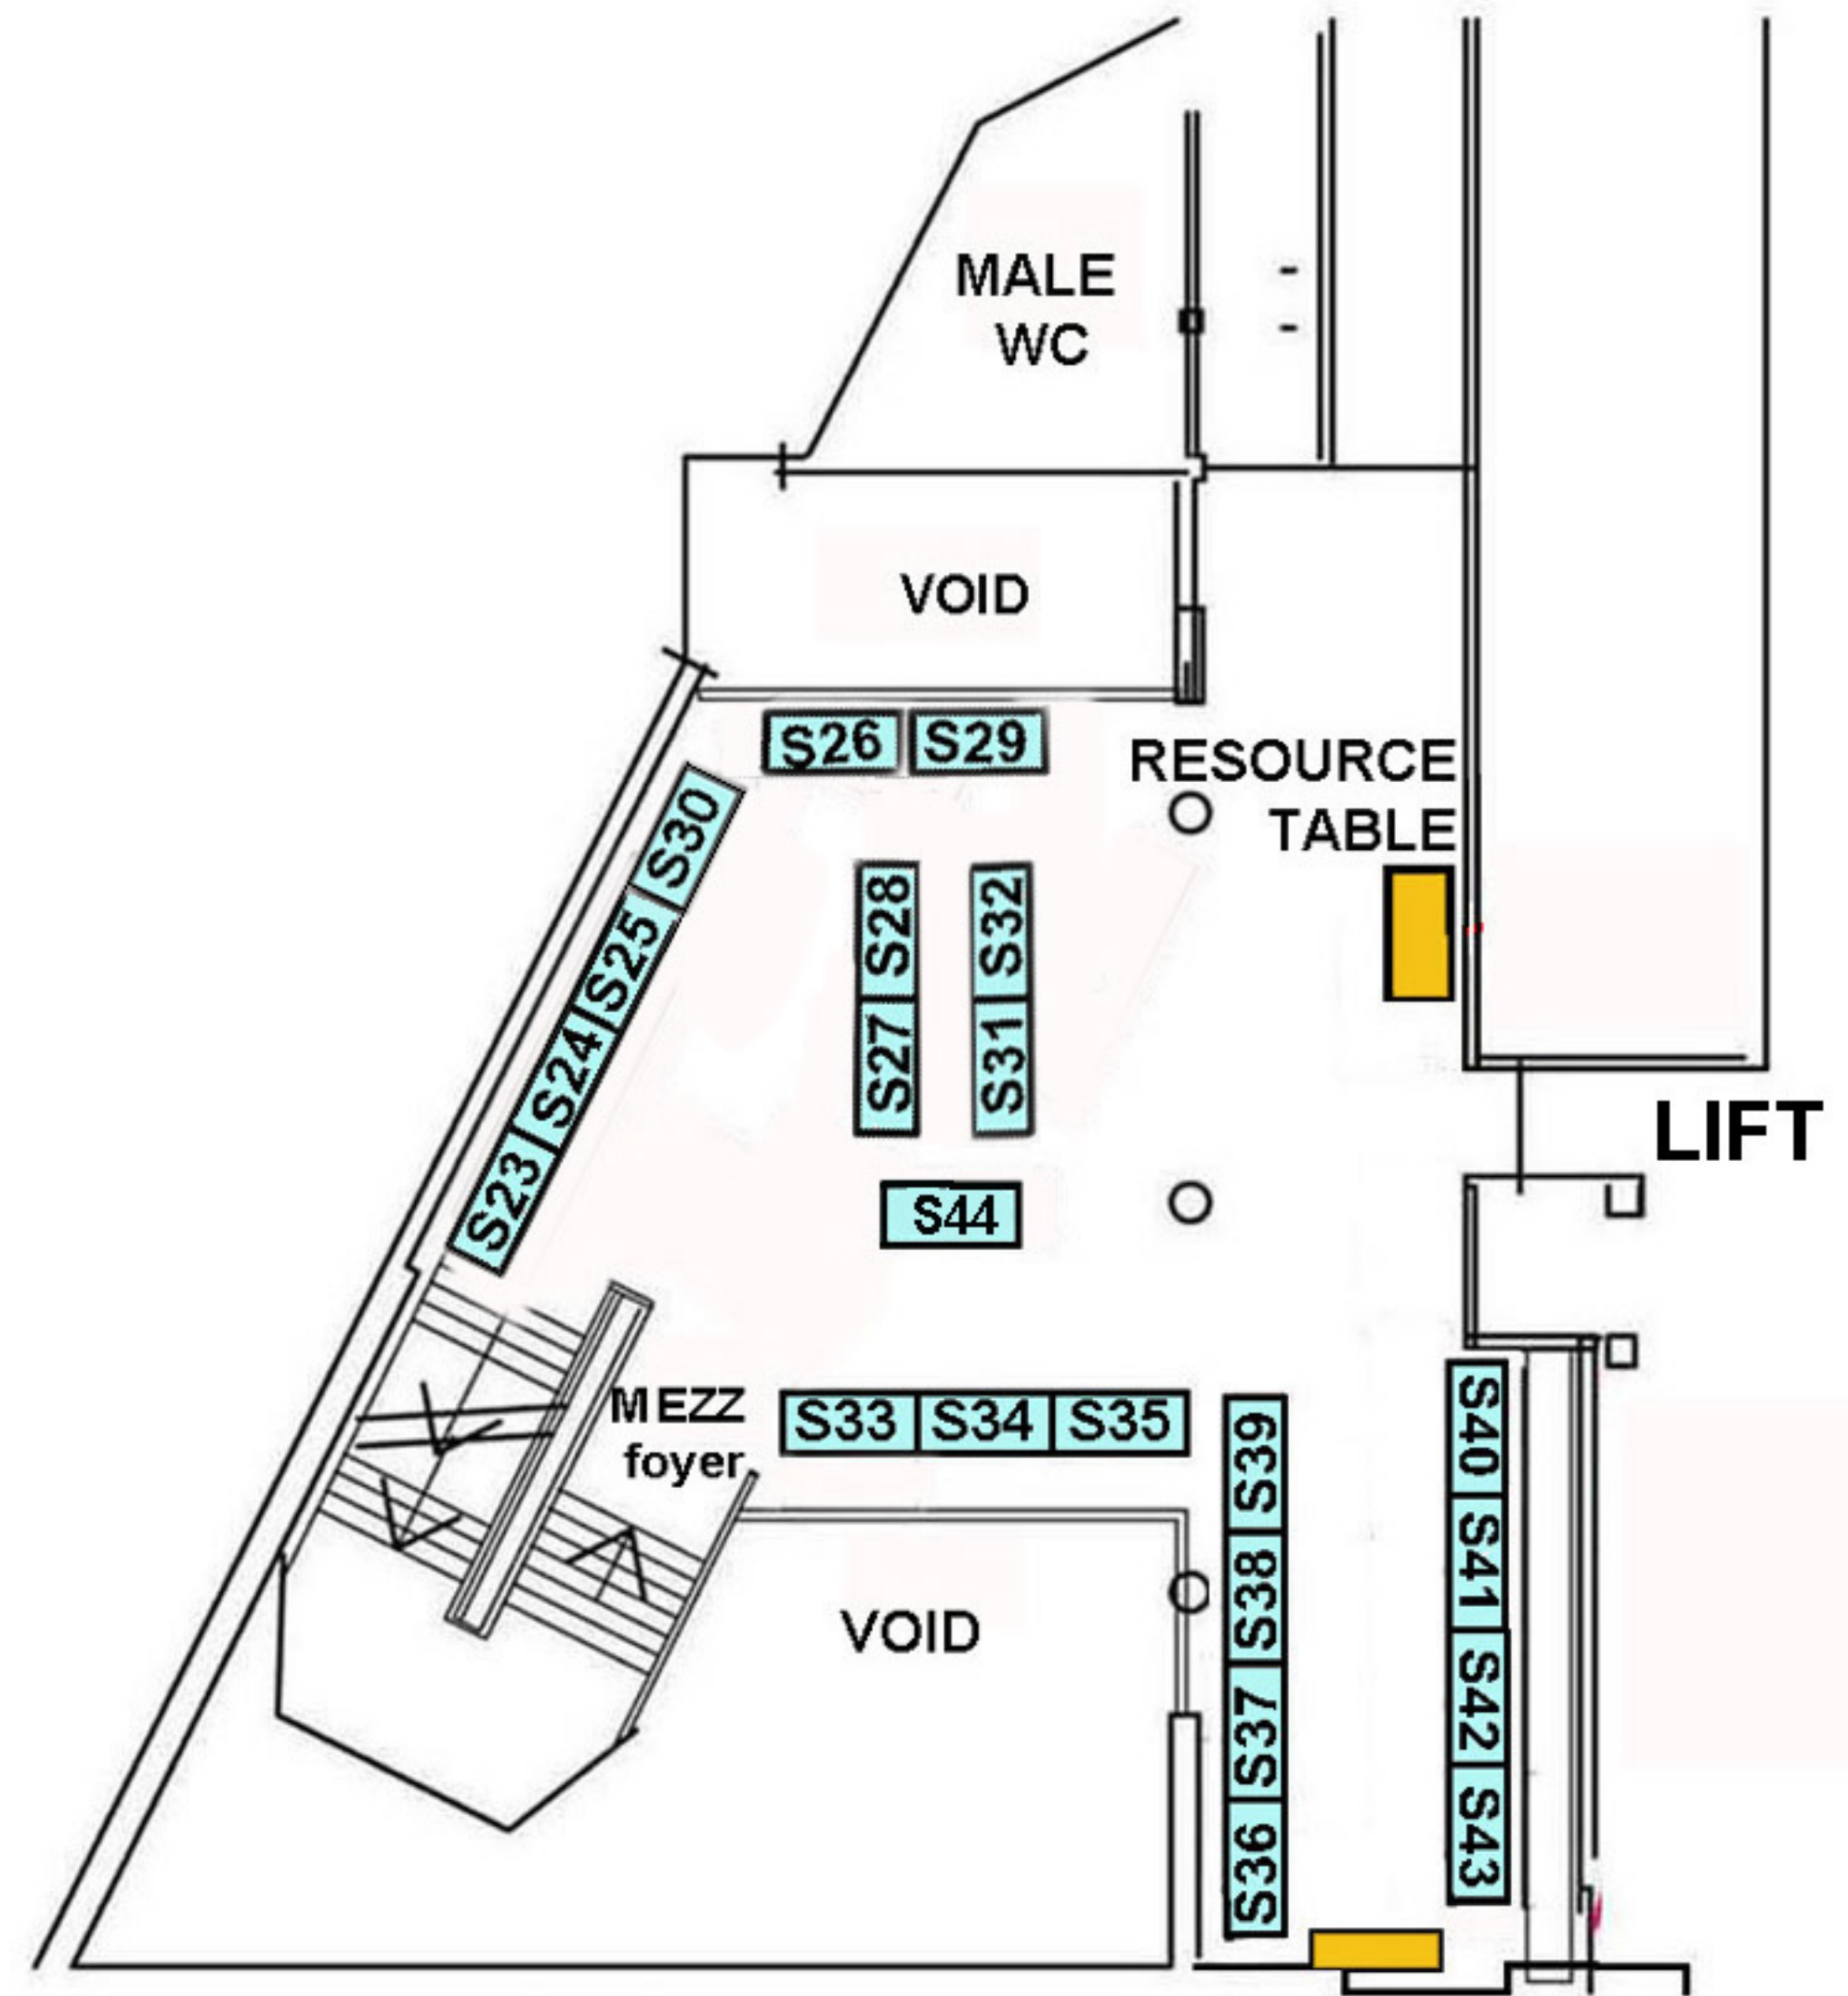 MALE
WC
VOID
S26
S29
RESOURCE
TABLE
S30
S25
S24
S23
S28
S27
S32
S31
LIFT
S44
MEZZ
foyer
S33
S34
S35
S39
S38
S37
S36
S40
S41
S42
S43
VOID